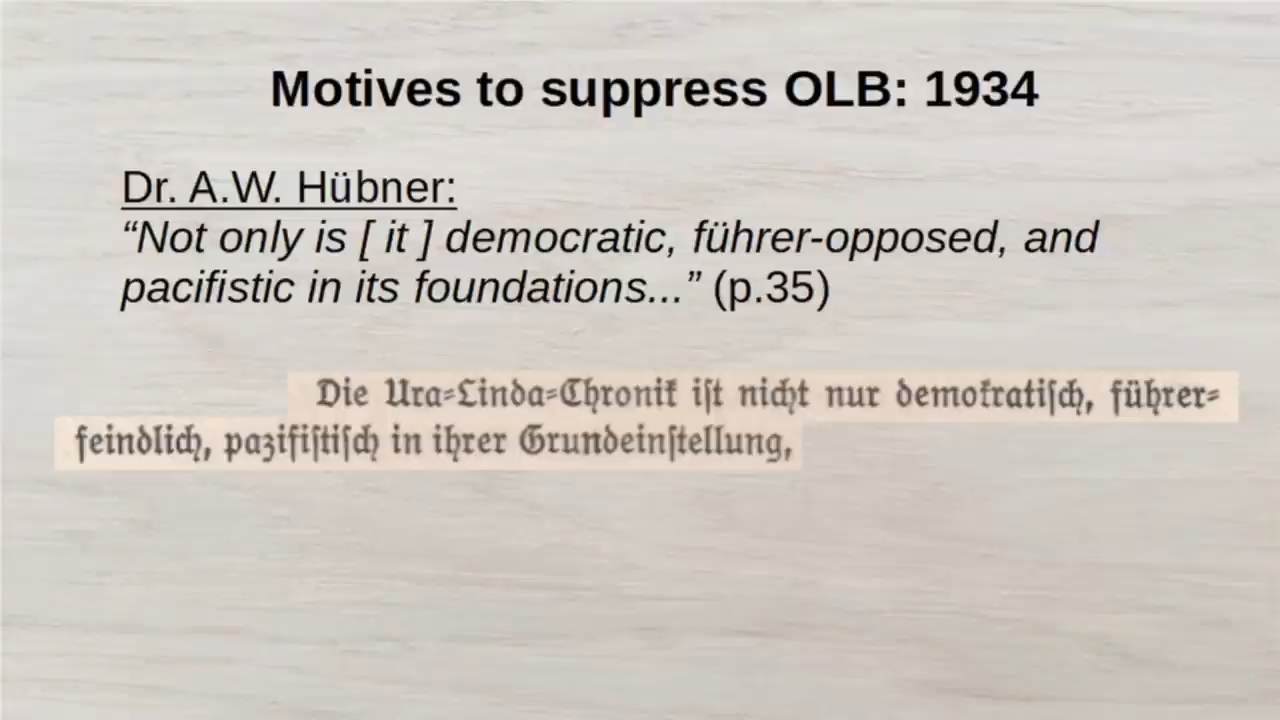 Motives to suppress OLB: 1934
Dr. A.W. Hübner:
“Not only is [ it ] democratic, führer-opposed, and
pacifistic in its foundations...” (p.35)
Die Ura-Linda-Chronik ist nicht nur demokratisch, führer-
feindlich, pazifistisch in ihrer Grundeinstellung,